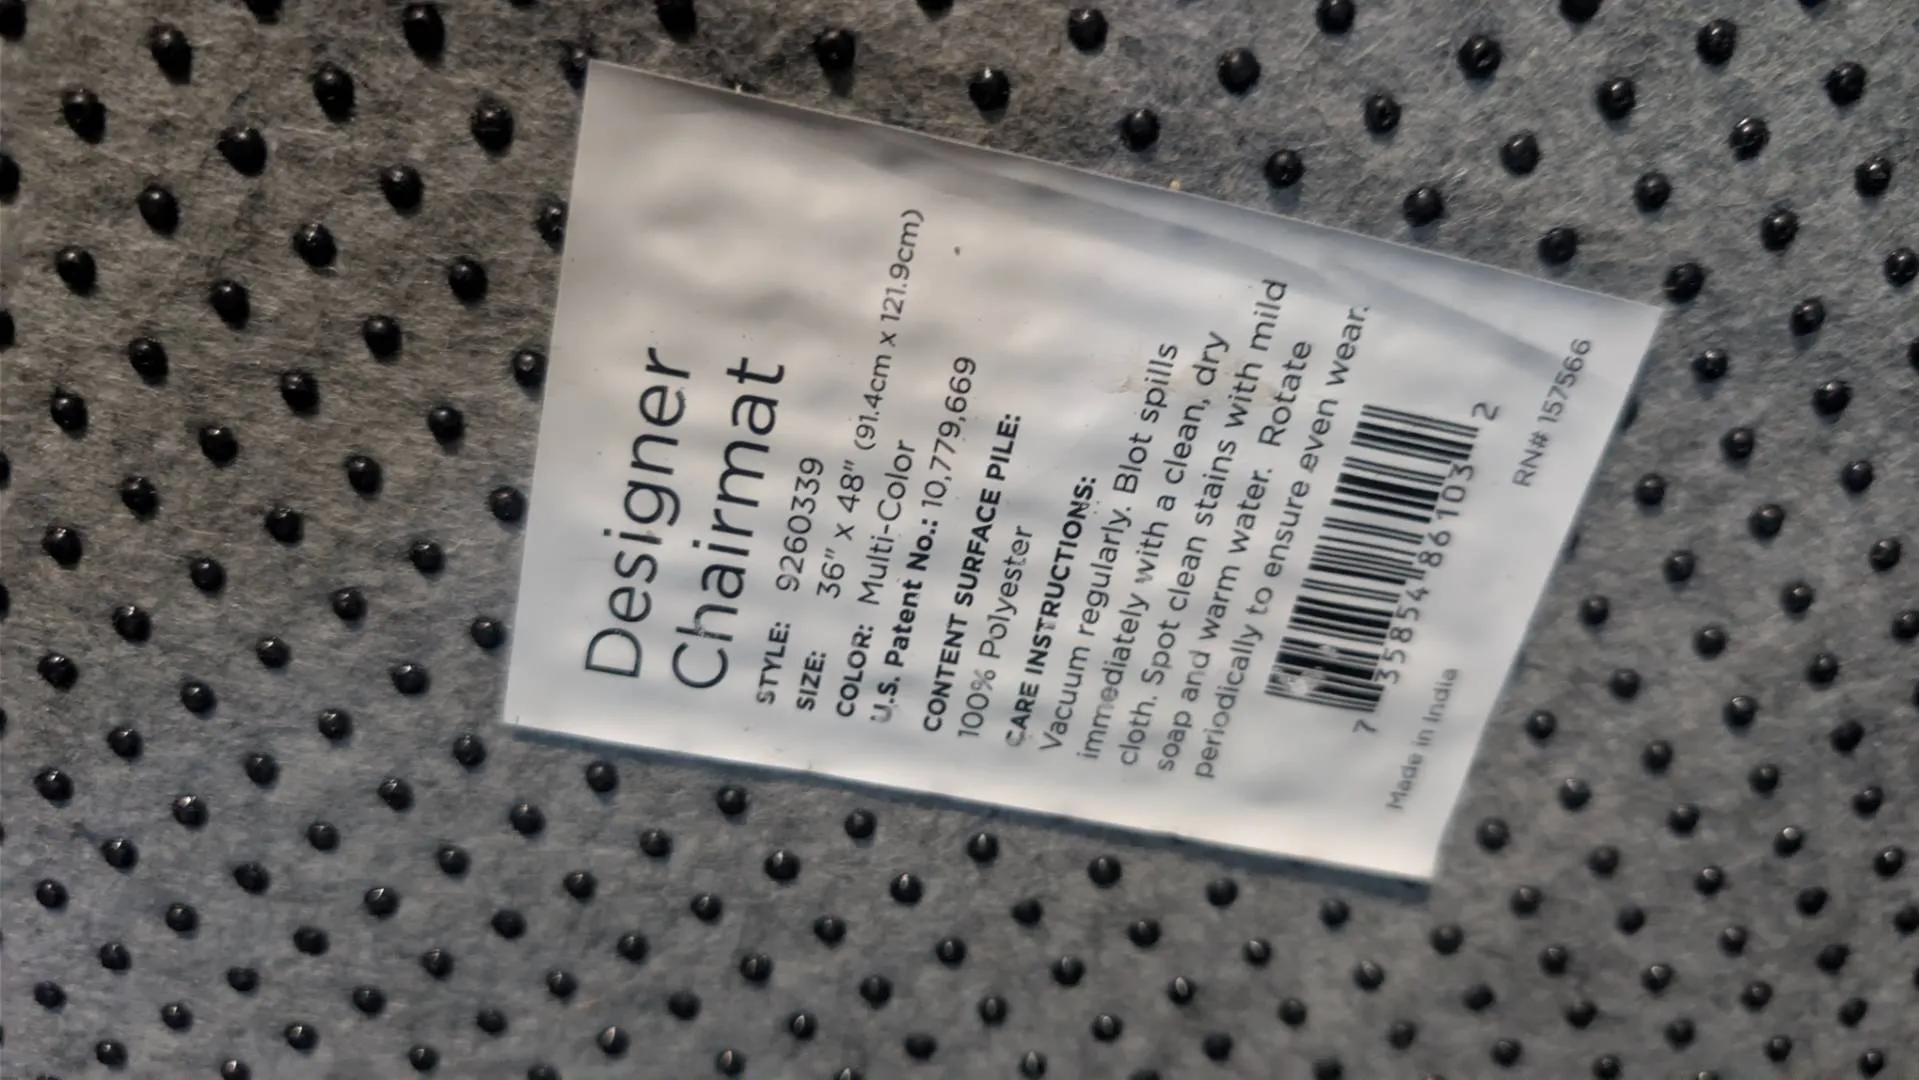 Designer
Chairmat
STYLE: 9260339
SIZE: 36" X 48" (91.4cm x 121.9cm)
COLOR: Multi-Color
U.S. Patent No.: 10,779,669
CONTENT SURFACE PILE:
100% Polyester
CARE INSTRUCTIONS:
Vacuum regularly. Blot spills
immediately with a clean, dry
cloth. Spot clean stains with mild
soap and warm water. Rotate
periodically to ensure even wear.
7 35854 86103 2
Made in India RN# 157566